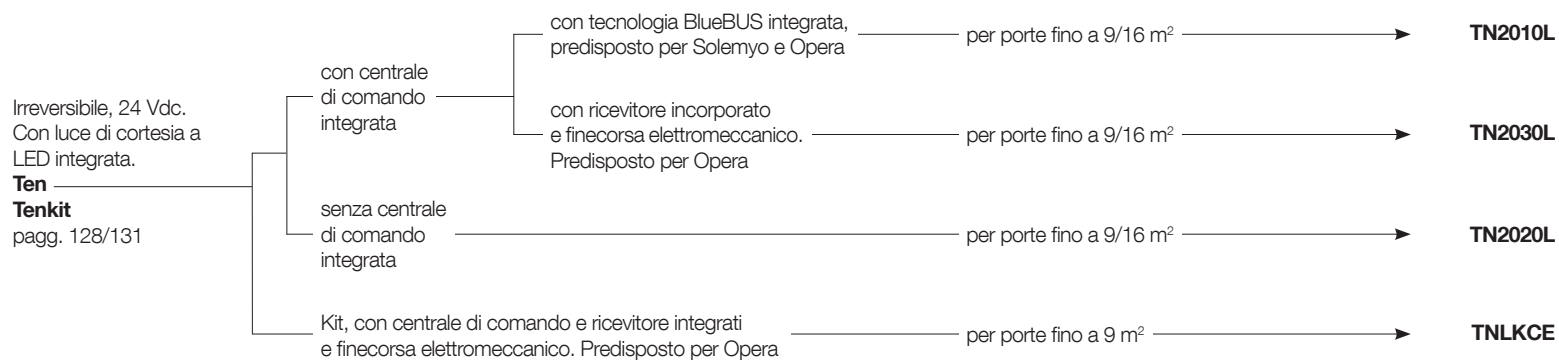 Irreversibile, 24 Vdc.
Con luce di cortesia a
LED integrata.
Ten
Tenkit
pagg. 128/131
con centrale
di comando
integrata
con tecnologia BlueBUS integrata,
predisposto per Solemyo e Opera
per porte fino a 9/16 m²
TN2010L
con ricevitore incorporato
e finecorsa elettromeccanico.
Predisposto per Opera
per porte fino a 9/16 m²
TN2030L
senza centrale
di comando
integrata
per porte fino a 9/16 m²
TN2020L
Kit, con centrale di comando e ricevitore integrati
e finecorsa elettromeccanico. Predisposto per Opera
per porte fino a 9 m²
TNLKCE